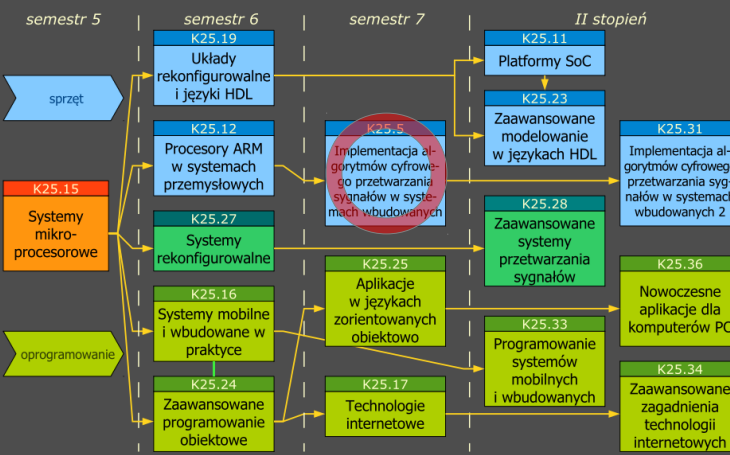 semestr 5
semestr 6
semestr 7
II stopień
sprzęt
K25.15
Systemy
mikro-
procesorowe
oprogramowanie
K25.19
Układy
rekonfigurowalne
i języki HDL
K25.12
Procesory ARM
w systemach
przemysłowych
K25.27
Systemy
rekonfigurowalne
K25.16
Systemy mobilne
i wbudowane w
praktyce
K25.24
Zaawansowane
programowanie
obiektowe
K25.5
Implementacja al-
gorytmów cyfrowe-
go przetwarzania
sygnałów w syste-
mach wbudowanych
K25.25
Aplikacje
w językach
zorientowanych
obiektowo
K25.17
Technologie
internetowe
K25.11
Platformy SoC
K25.23
Zaawansowane
modelowanie
w językach HDL
K25.28
Zaawansowane
systemy
przetwarzania
sygnałów
K25.33
Programowanie
systemów
mobilnych
i wbudowanych
K25.31
Implementacja al-
gorytmów cyfroweg
przetwarzania syg-
nałów w systemach
wbudowanych 2
K25.36
Nowoczesne
aplikacje dla
komputerów PC
K25.34
Zaawansowane
zagadnienia
technologii
internetowych